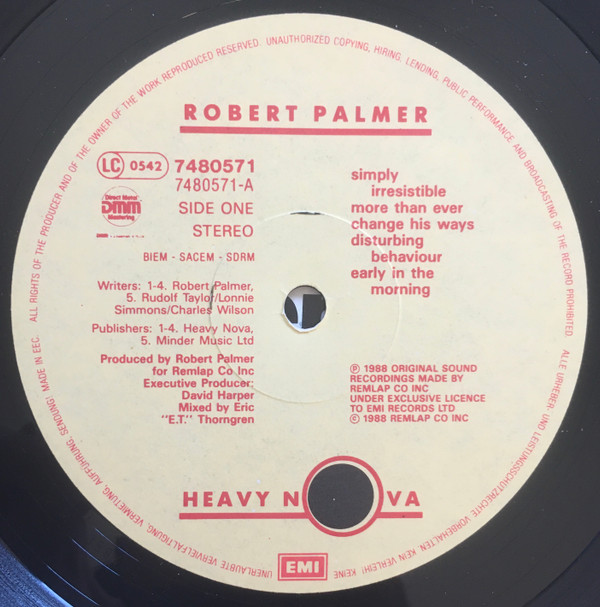 ALL RIGHTS OF THE PRODUCER AND OF THE OWNER OF THE WORK REPRODUCED RESERVED. UNAUTHORIZED COPYING, HIRING, LENDING, PUBLIC PERFORMANCE AND BROADCASTING OF THE RECORD PROHIBITED.
ROBERT PALMER
LC 0542 7480571
7480571-A
Direct Metal
DMM
Mastering
SIDE ONE
STEREO
BIEM - SACEM - SDRM
Writers: 1-4. Robert Palmer,
5. Rudolf Taylor/Lonnie
Simmons/Charles Wilson
Publishers: 1-4. Heavy Nova,
5. Minder Music Ltd
Produced by Robert Palmer
for Remlap Co Inc
Executive Producer:
David Harper
Mixed by Eric
"E.T." Thorngren
simply
irresistible
more than ever
change his ways
disturbing
behaviour
early in the
morning
Ⓟ 1988 ORIGINAL SOUND
RECORDINGS MADE BY
REMLAP CO INC
UNDER EXCLUSIVE LICENCE
TO EMI RECORDS LTD
© 1988 REMLAP CO INC
HEAVY NOVA
EMI
ALLE URHEBER- UND LEISTUNGSSCHUTZRECHTE VORBEHALTEN. KEIN VERLEIH! KEINE UNERLAUBTE VERVIELFÄLTIGUNG, VERMIETUNG, AUFFÜHRUNG, SENDUNG! MADE IN EEC.